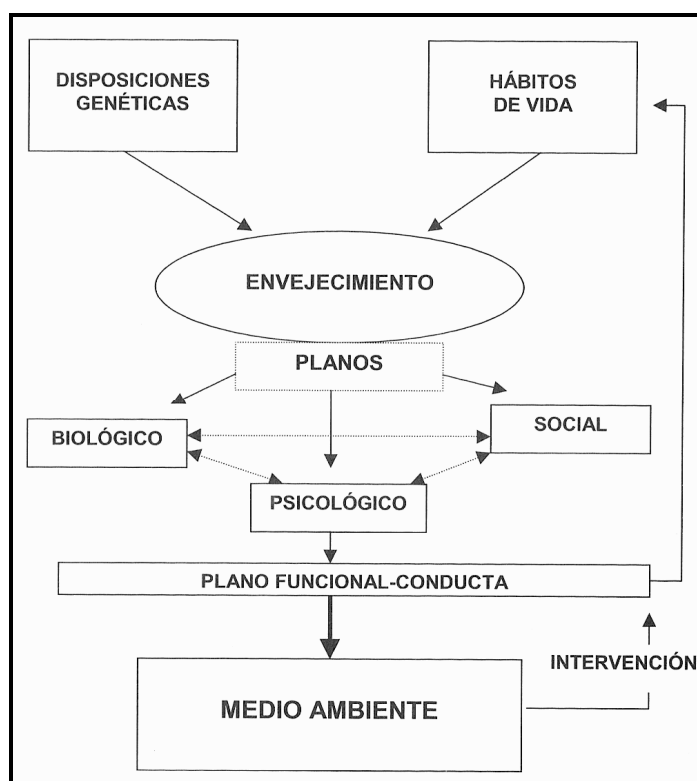 DISPOSICIONES
GENÉTICAS
HÁBITOS
DE VIDA
ENVEJECIMIENTO
PLANOS
BIOLÓGICO
SOCIAL
PSICOLÓGICO
PLANO FUNCIONAL-CONDUCTA
INTERVENCIÓN
MEDIO AMBIENTE